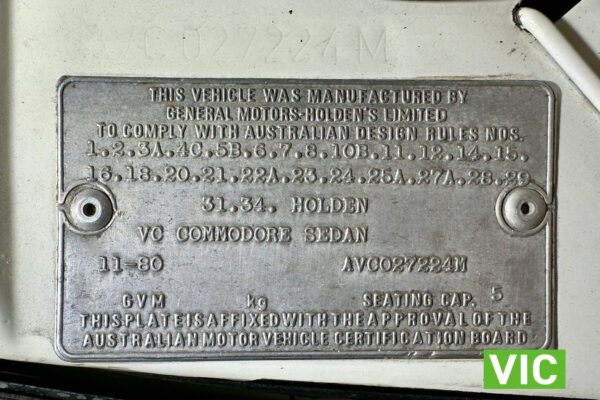 AVC027224M
THIS VEHICLE WAS MANUFACTURED BY
GENERAL MOTORS-HOLDEN'S LIMITED
TO COMPLY WITH AUSTRALIAN DESIGN RULES NOS.
1.2.3A.4C.5B.6.7.8.10B.11.12.14.15.
16.18.20.21.22A.23.24.25A.27A.28.29
31.34. HOLDEN
VC COMMODORE SEDAN
11-80 AVC027224M
GVM kg SEATING CAP. 5
THIS PLATE IS AFFIXED WITH THE APPROVAL OF THE
AUSTRALIAN MOTOR VEHICLE CERTIFICATION BOARD
VIC